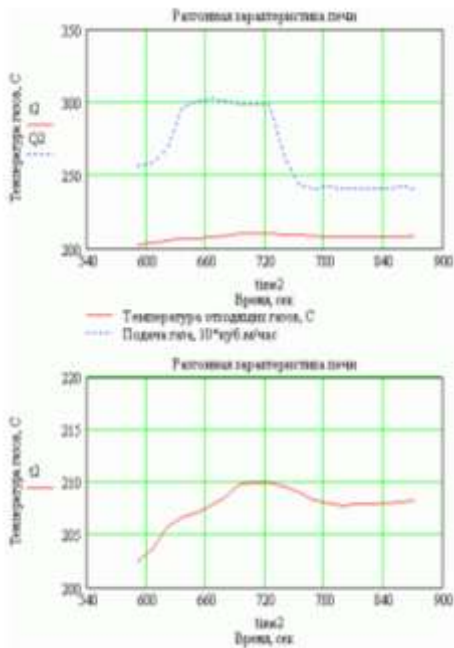 Разгонная характеристика печи
Температура газов, С
t2
Q2
350
300
250
200
540 600 660 720 780 840 900
time2
Время, сек
Температура отходящих газов, С
Подача газа, 10*куб.м/час
Разгонная характеристика печи
Температура газов, С
t2
220
215
210
205
200
540 600 660 720 780 840 900
time2
Время, сек